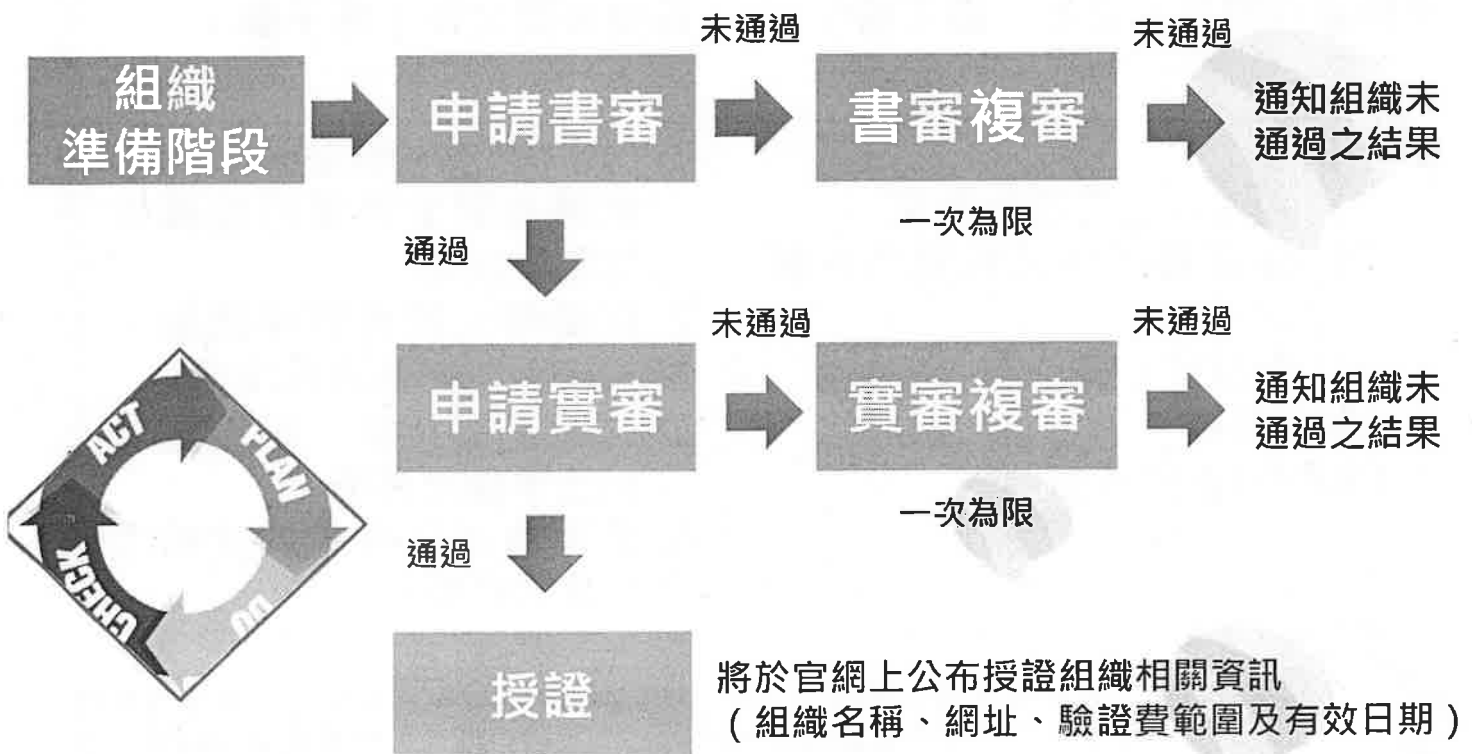 未通過
未通過
組織
準備階段
申請書審
書審複審
通知組織未
通過之結果
一次為限
通過
未通過
未通過
申請實審
實審複審
通知組織未
通過之結果
一次為限
ACT
PLAN
CHECK
DO
通過
授證
將於官網上公布授證組織相關資訊
（組織名稱、網址、驗證費範圍及有效日期）